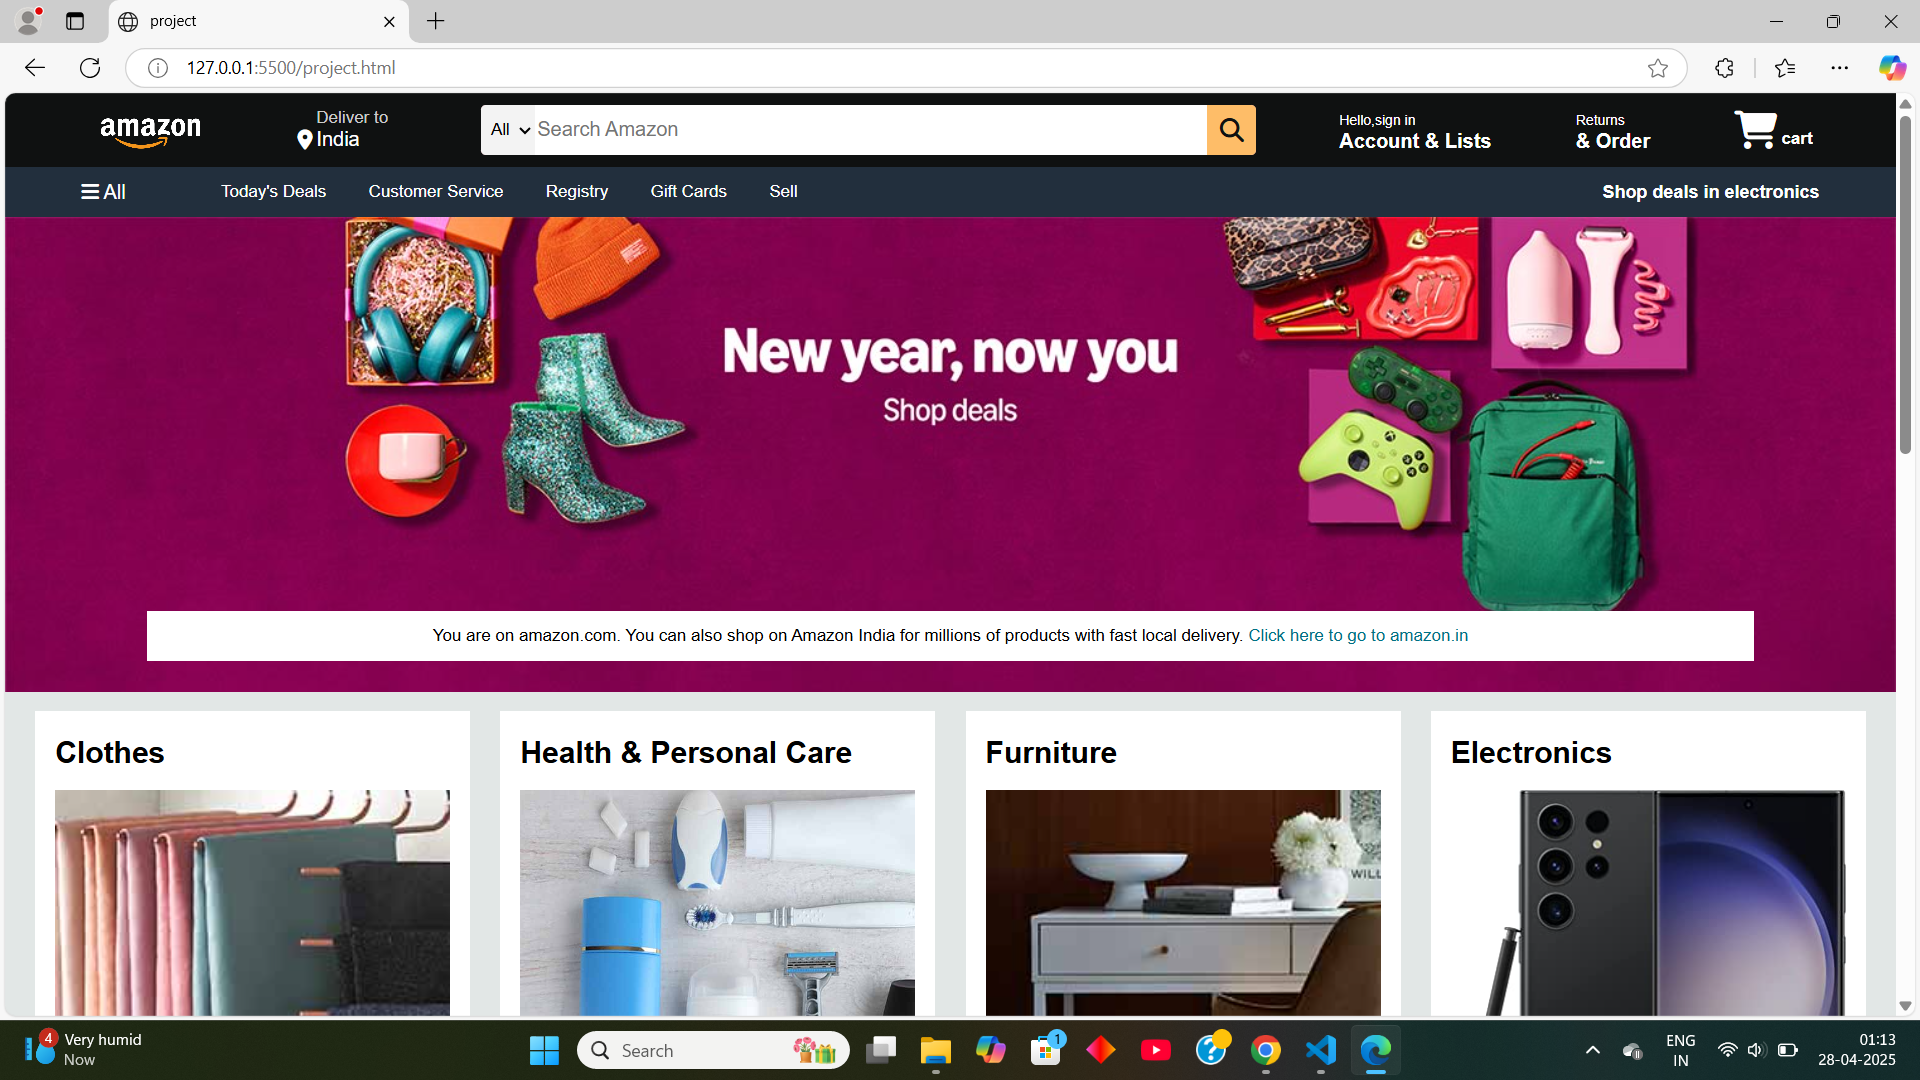 project
127.0.0.1:5500/project.html
amazon
Deliver to
India
All
Search Amazon
Hello,sign in
Account & Lists
Returns
& Order
cart
All
Today's Deals
Customer Service
Registry
Gift Cards
Sell
Shop deals in electronics
New year, now you
Shop deals
You are on amazon.com. You can also shop on Amazon India for millions of products with fast local delivery. Click here to go to amazon.in
Clothes
Health & Personal Care
Furniture
Electronics
WILL
4
Very humid
Now
Search
1
ENG
IN
01:13
28-04-2025